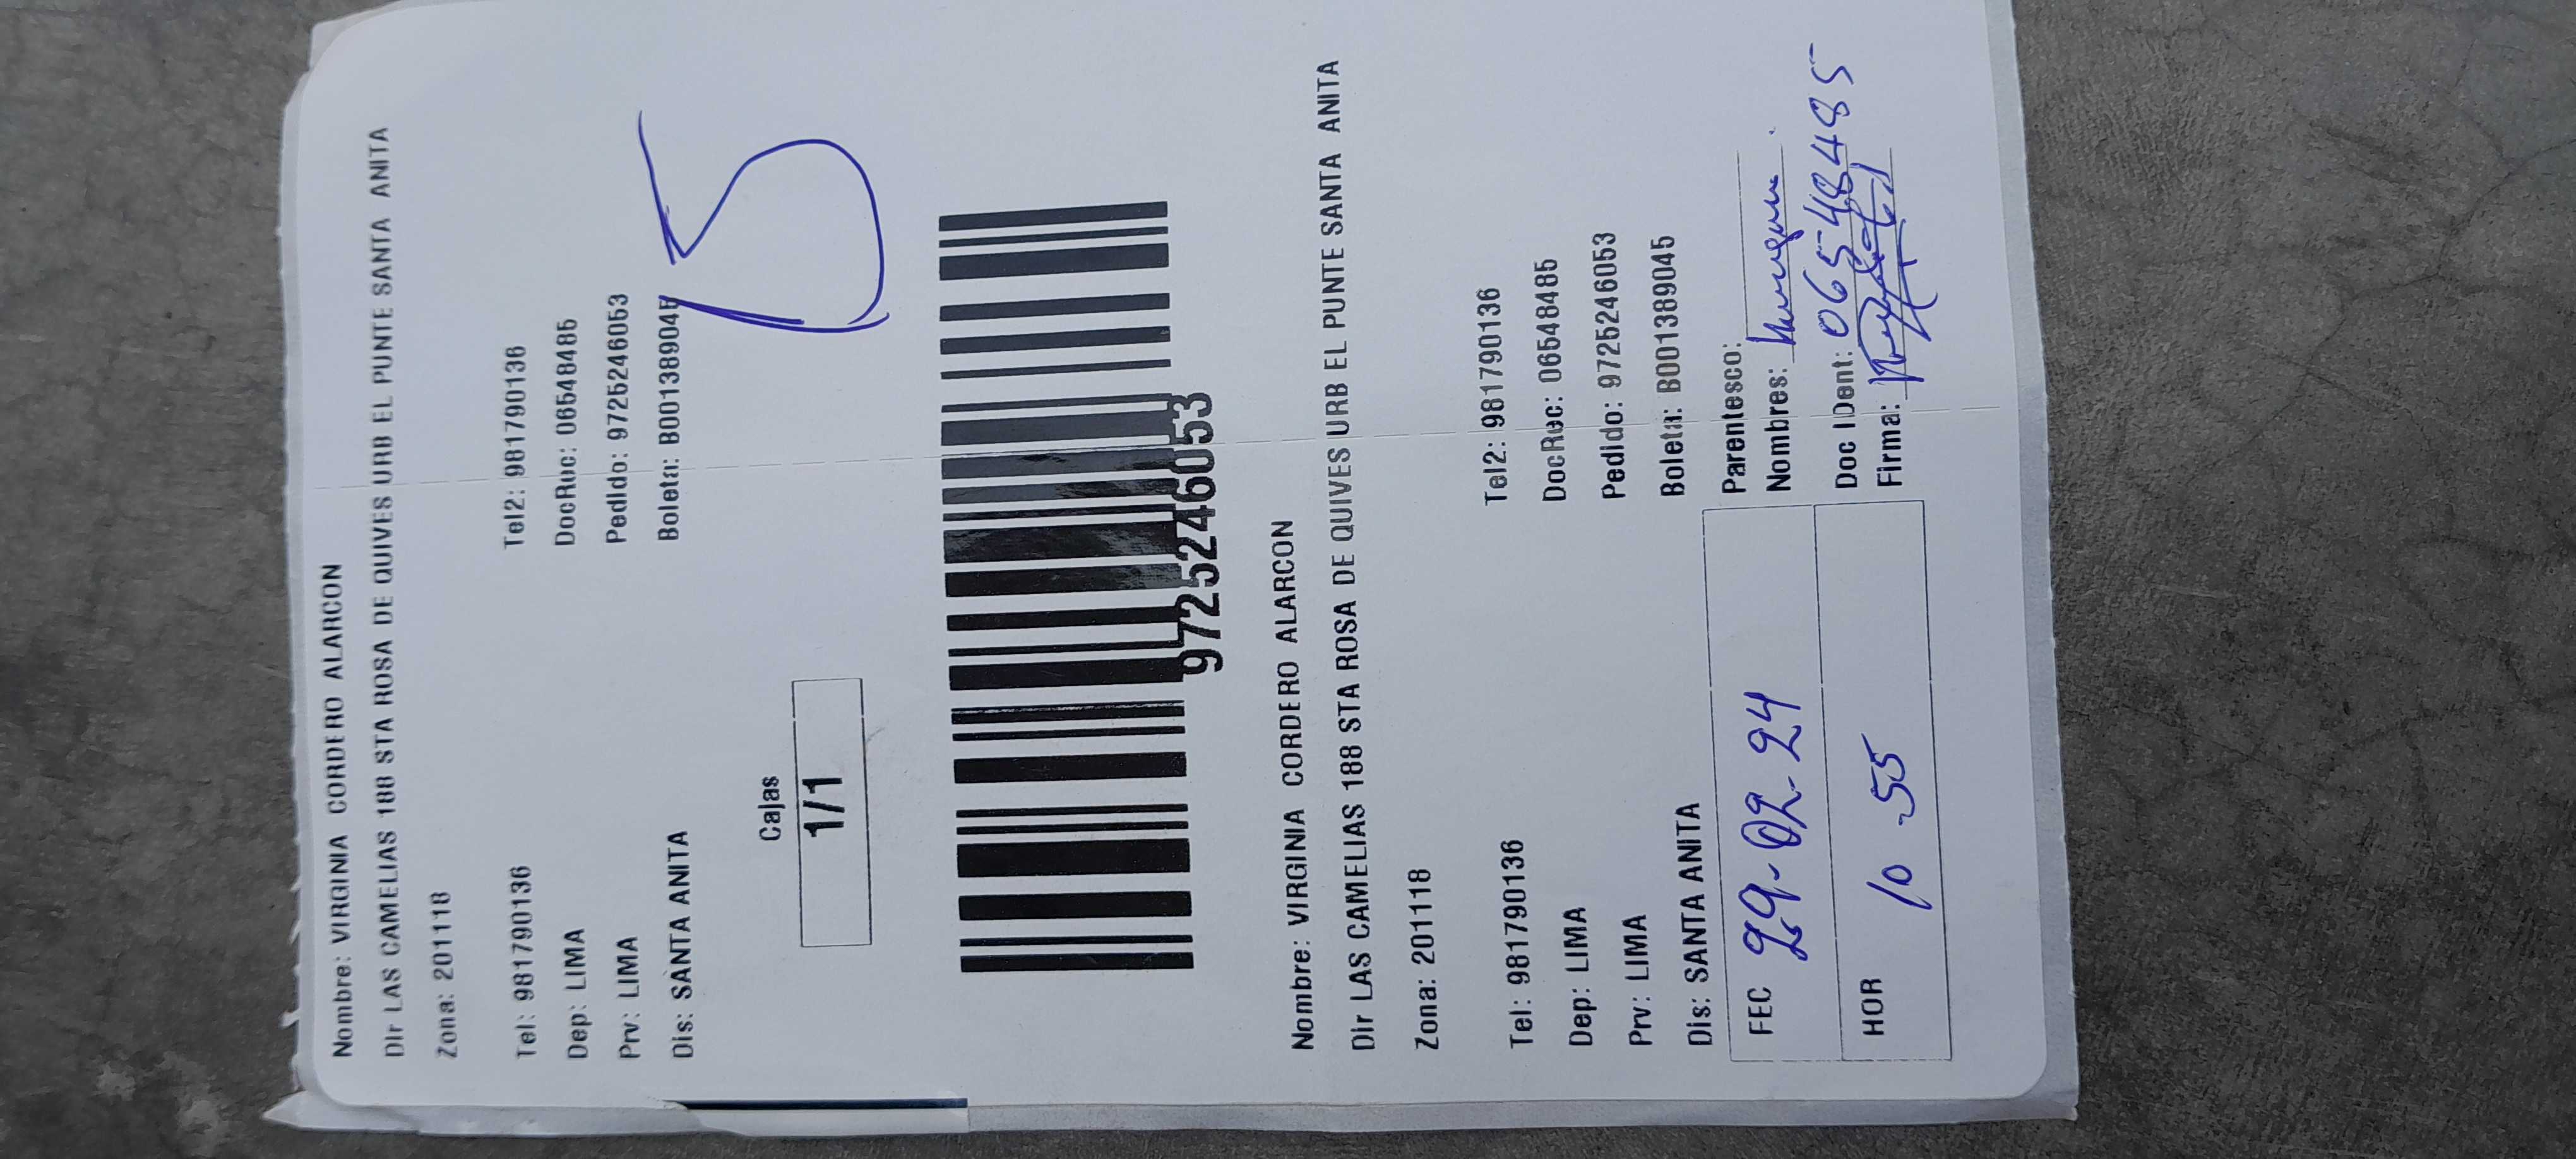 Nombre: VIRGINIA CORDERO ALARCON
Dir LAS CAMELIAS 188 STA ROSA DE QUIVES URB EL PUNTE SANTA ANITA
Zona: 201118
Tel: 981790136 Tel2: 981790136
Dep: LIMA DocRuc: 06548485
Prv: LIMA Pedido: 9725246053
Dis: SANTA ANITA Boleta: B001389045
5
Cajas
1/1
9725246053
Nombre: VIRGINIA CORDERO ALARCON
Dir LAS CAMELIAS 188 STA ROSA DE QUIVES URB EL PUNTE SANTA ANITA
Zona: 201118
Tel: 981790136 Tel2: 981790136
Dep: LIMA DocRuc: 06548485
Prv: LIMA Pedido: 9725246053
Dis: SANTA ANITA Boleta: B001389045
FEC 29-02-24 Parentesco:
Nombres:
HOR 10.55 Doc IDent: 06548485
Firma: